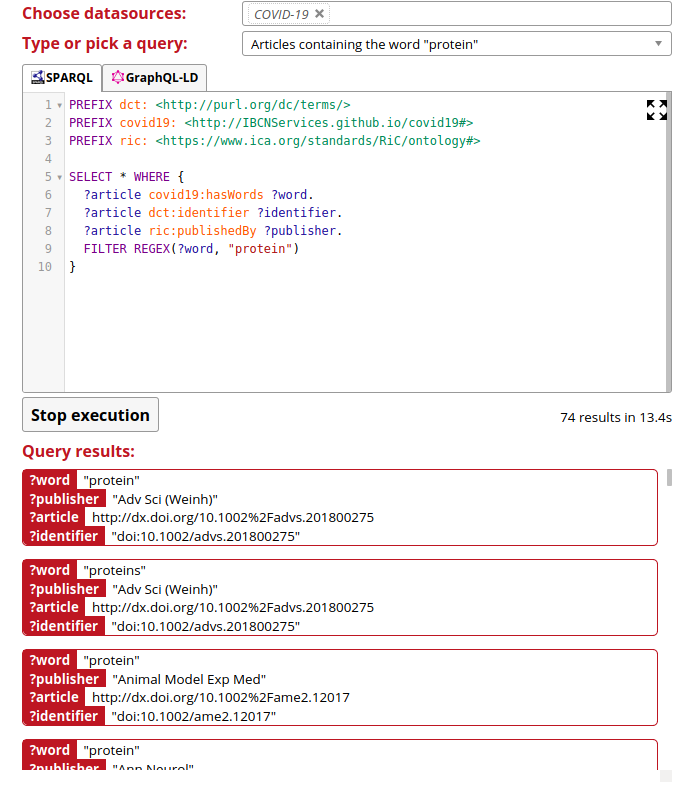 Choose datasources: COVID-19 ×
Type or pick a query: Articles containing the word "protein"
SPARQL GraphQL-LD
1 PREFIX dct: <http://purl.org/dc/terms/>
2 PREFIX covid19: <http://IBCNServices.github.io/covid19#>
3 PREFIX ric: <https://www.ica.org/standards/RiC/ontology#>
4
5 SELECT * WHERE {
6 ?article covid19:hasWords ?word.
7 ?article dct:identifier ?identifier.
8 ?article ric:publishedBy ?publisher.
9 FILTER REGEX(?word, "protein")
10 }
Stop execution 74 results in 13.4s
Query results:
?word "protein"
?publisher "Adv Sci (Weinh)"
?article http://dx.doi.org/10.1002%2Fadvs.201800275
?identifier "doi:10.1002/advs.201800275"
?word "proteins"
?publisher "Adv Sci (Weinh)"
?article http://dx.doi.org/10.1002%2Fadvs.201800275
?identifier "doi:10.1002/advs.201800275"
?word "protein"
?publisher "Animal Model Exp Med"
?article http://dx.doi.org/10.1002%2Fame2.12017
?identifier "doi:10.1002/ame2.12017"
?word "protein"
?publisher "Ann Neurol"